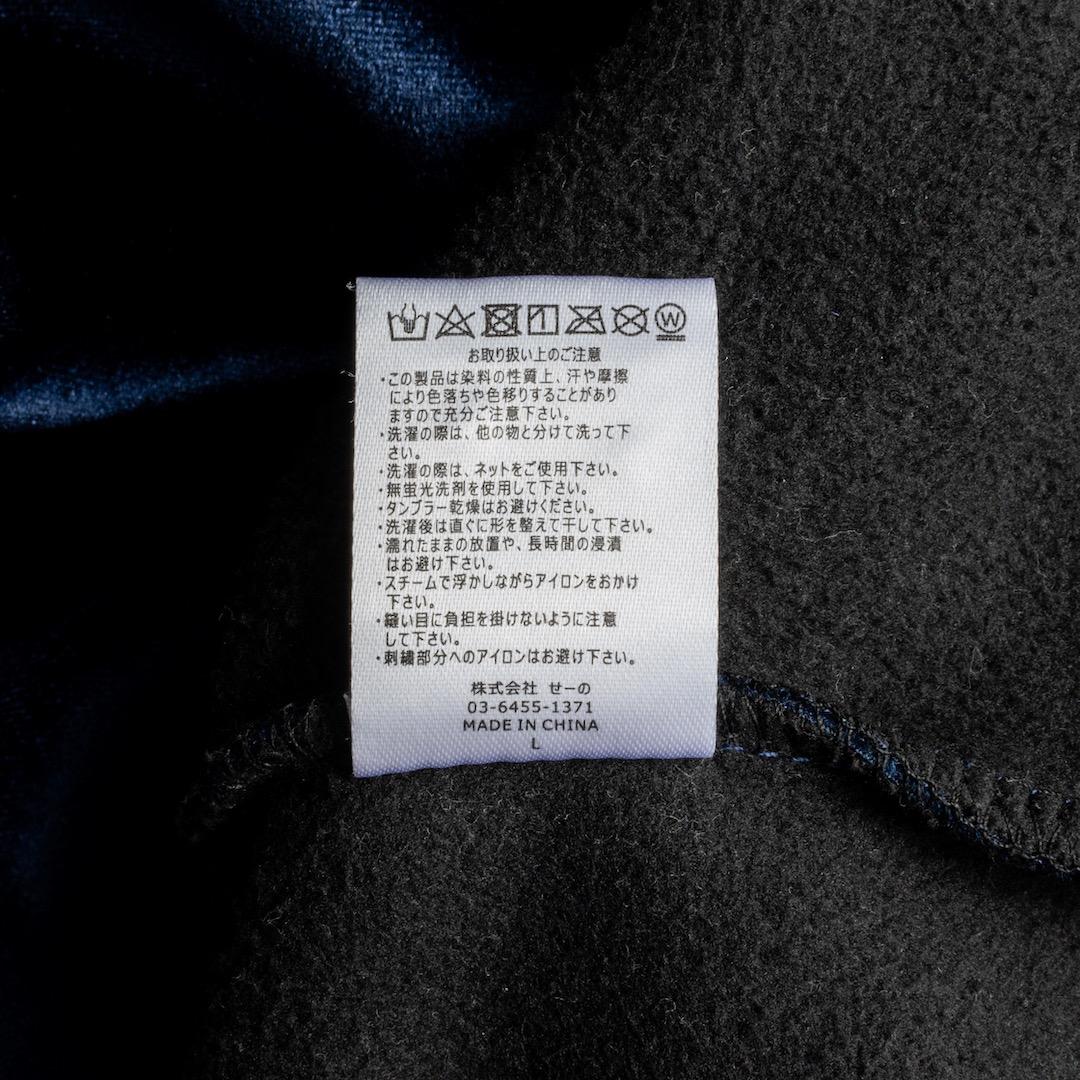 お取り扱い上のご注意
・この製品は染料の性質上、汗や摩擦
により色落ちや色移りすることがあり
ますので充分ご注意下さい。
・洗濯の際は、他の物と分けて洗って下
さい。
・洗濯の際は、ネットをご使用下さい。
・無蛍光洗剤を使用して下さい。
・タンブラー乾燥はお避けください。
・洗濯後は直ぐに形を整えて干して下さい。
・濡れたままの放置や、長時間の浸漬
はお避け下さい。
・スチームで浮かしながらアイロンをおかけ
下さい。
・縫い目に負担を掛けないように注意
して下さい。
・刺繍部分へのアイロンはお避け下さい。
株式会社 せーの
03-6455-1371
MADE IN CHINA
L